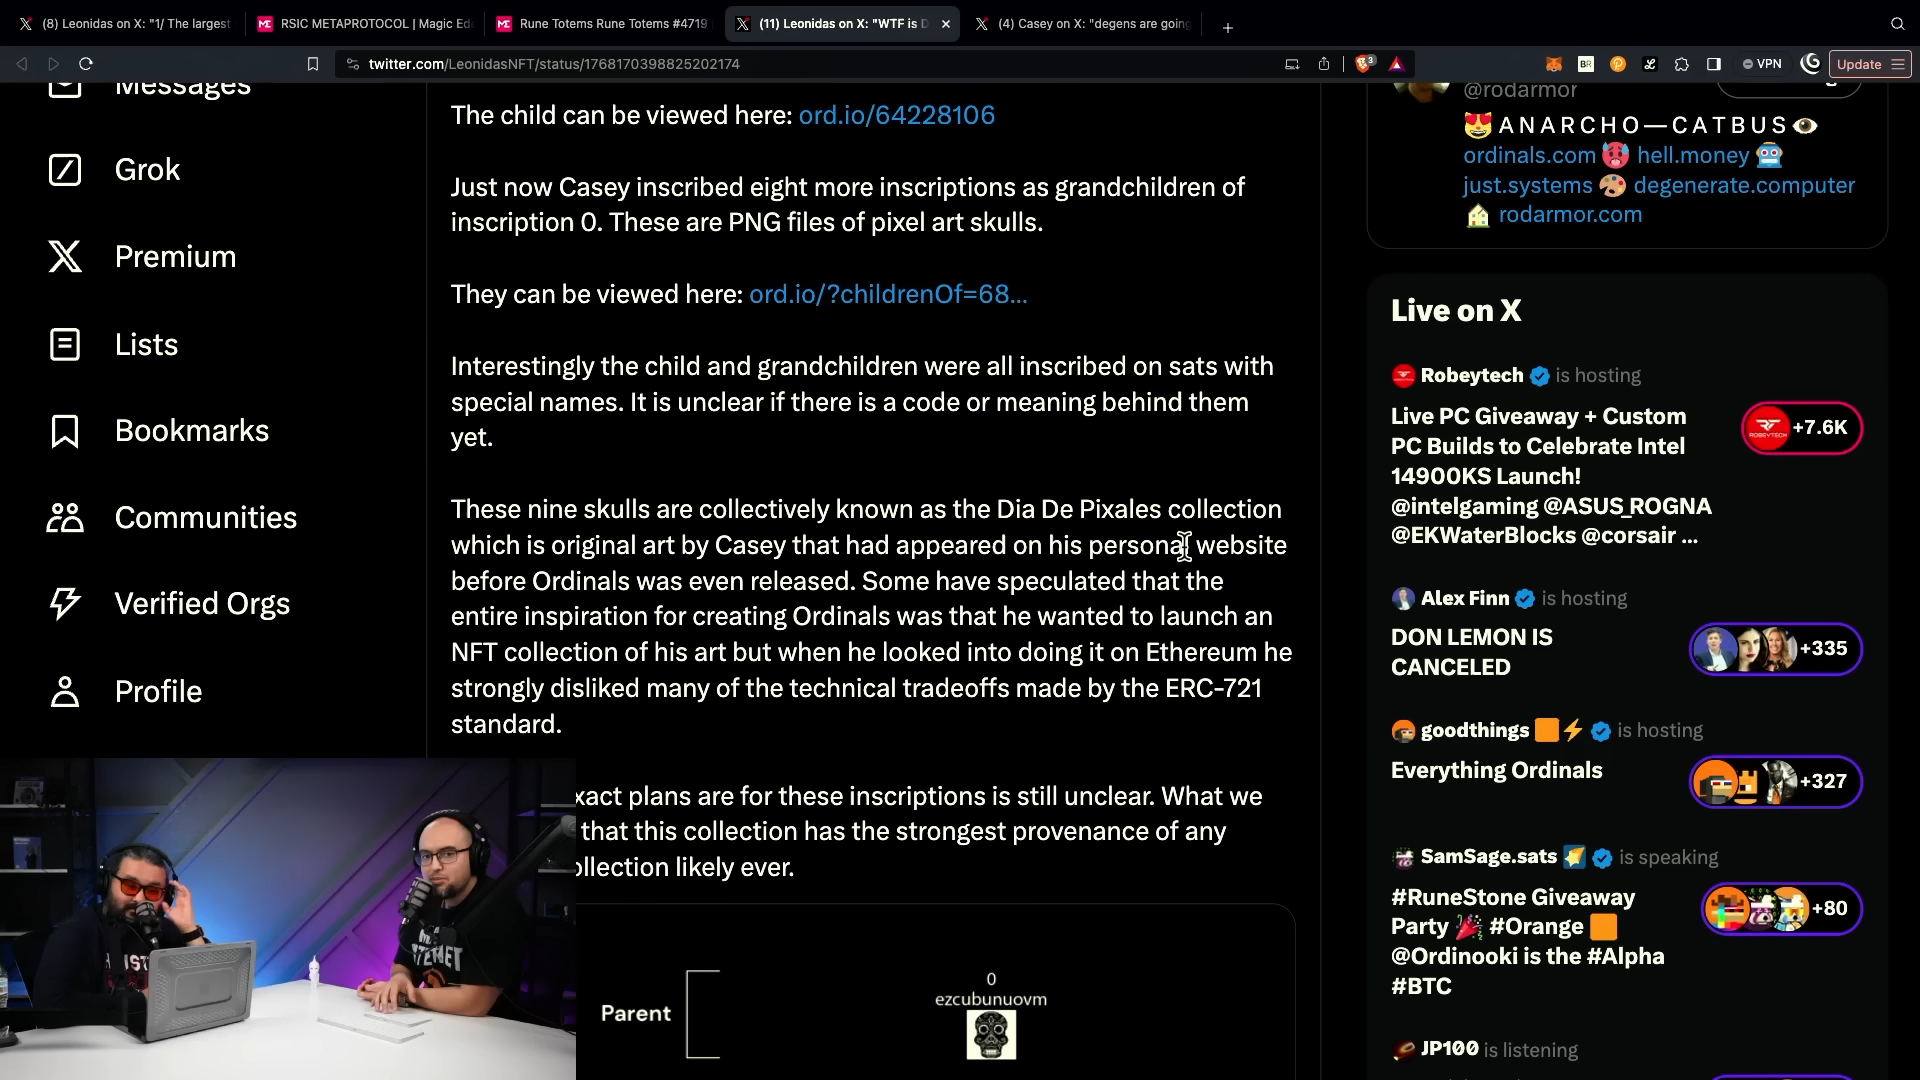 (8) Leonidas on X: "1/ The largest
RSIC METAPROTOCOL | Magic Ed
Rune Totems Rune Totems #4719
(11) Leonidas on X: "WTF is D
(4) Casey on X: "degens are going
twitter.com/LeonidasNFT/status/1768170398825202174
3
BR
VPN
Update
Messages
Grok
Premium
Lists
Bookmarks
Communities
Verified Orgs
Profile
The child can be viewed here: ord.io/64228106
Just now Casey inscribed eight more inscriptions as grandchildren of
inscription 0. These are PNG files of pixel art skulls.
They can be viewed here: ord.io/?childrenOf=68...
Interestingly the child and grandchildren were all inscribed on sats with
special names. It is unclear if there is a code or meaning behind them
yet.
These nine skulls are collectively known as the Dia De Pixales collection
which is original art by Casey that had appeared on his personal website
before Ordinals was even released. Some have speculated that the
entire inspiration for creating Ordinals was that he wanted to launch an
NFT collection of his art but when he looked into doing it on Ethereum he
strongly disliked many of the technical tradeoffs made by the ERC-721
standard.
xact plans are for these inscriptions is still unclear. What we
that this collection has the strongest provenance of any
ollection likely ever.
Parent
0
ezcubunuovm
@rodarmor
😻 A N A R C H O — C A T B U S 👁
ordinals.com 🥵 hell.money 🤖
just.systems 🎨 degenerate.computer
🏠 rodarmor.com
Live on X
Robeytech is hosting
Live PC Giveaway + Custom
PC Builds to Celebrate Intel
14900KS Launch!
@intelgaming @ASUS_ROGNA
@EKWaterBlocks @corsair ...
ROBEYTECH
+7.6K
Alex Finn is hosting
DON LEMON IS
CANCELED
+335
goodthings 🟧⚡ is hosting
Everything Ordinals
+327
SamSage.sats is speaking
#RuneStone Giveaway
Party 🎉 #Orange 🟧
@Ordinooki is the #Alpha
#BTC
+80
JP100 is listening